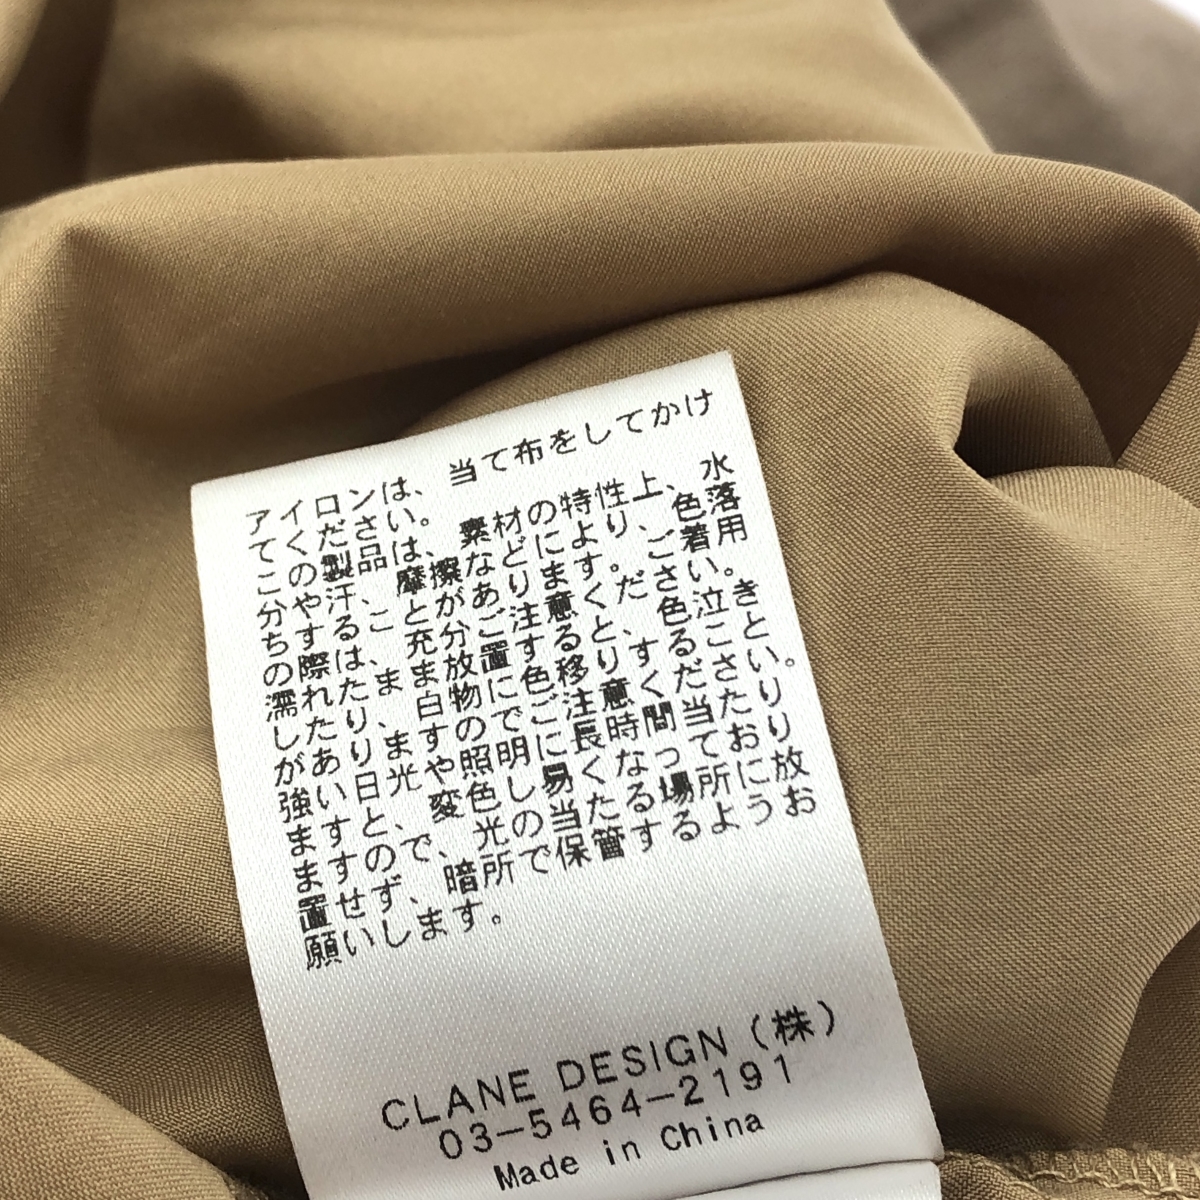 アイロンは、当て布をしてかけ
てください。
この製品は、素材の特性上、水
分や汗、摩擦などにより、色落
ちすることがあります。ご着用
の際は、充分ご注意ください。
濡れたまま放置すると、色泣き
したり、白物に色移りすること
がありますのでご注意ください。
強い日光や照明に長時間当たり
ますと、変色し易くなっており
ますので、光の当たる場所に放
置せず、暗所で保管するようお
願いします。
CLANE DESIGN（株）
03−5464−2191
Made in China